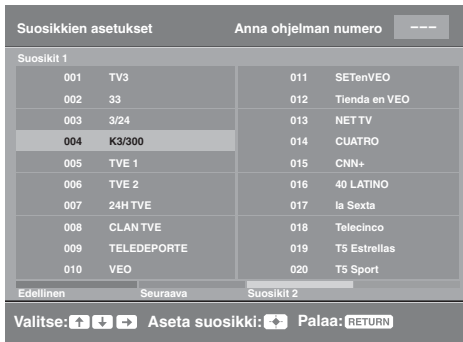 Suosikkien asetukset Anna ohjelman numero ---
Suosikit 1
001 TV3 011 SETenVEO
002 33 012 Tienda en VEO
003 3/24 013 NET TV
004 K3/300 014 CUATRO
005 TVE 1 015 CNN+
006 TVE 2 016 40 LATINO
007 24H TVE 017 la Sexta
008 CLAN TVE 018 Telecinco
009 TELEDEPORTE 019 T5 Estrellas
010 VEO 020 T5 Sport
Edellinen Seuraava Suosikit 2
Valitse: Aseta suosikki: Palaa: RETURN